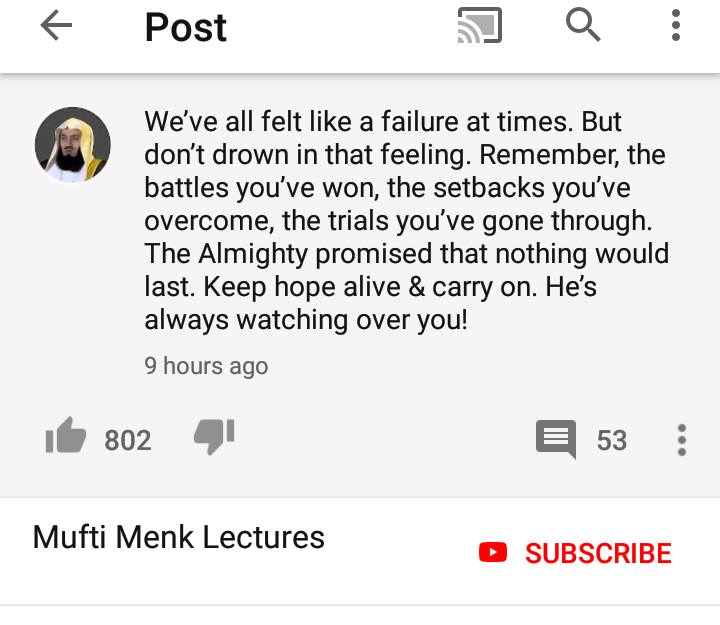 Post
We've all felt like a failure at times. But
don't drown in that feeling. Remember, the
battles you've won, the setbacks you've
overcome, the trials you've gone through.
The Almighty promised that nothing would
last. Keep hope alive & carry on. He's
always watching over you!
9 hours ago
802
53
Mufti Menk Lectures
SUBSCRIBE